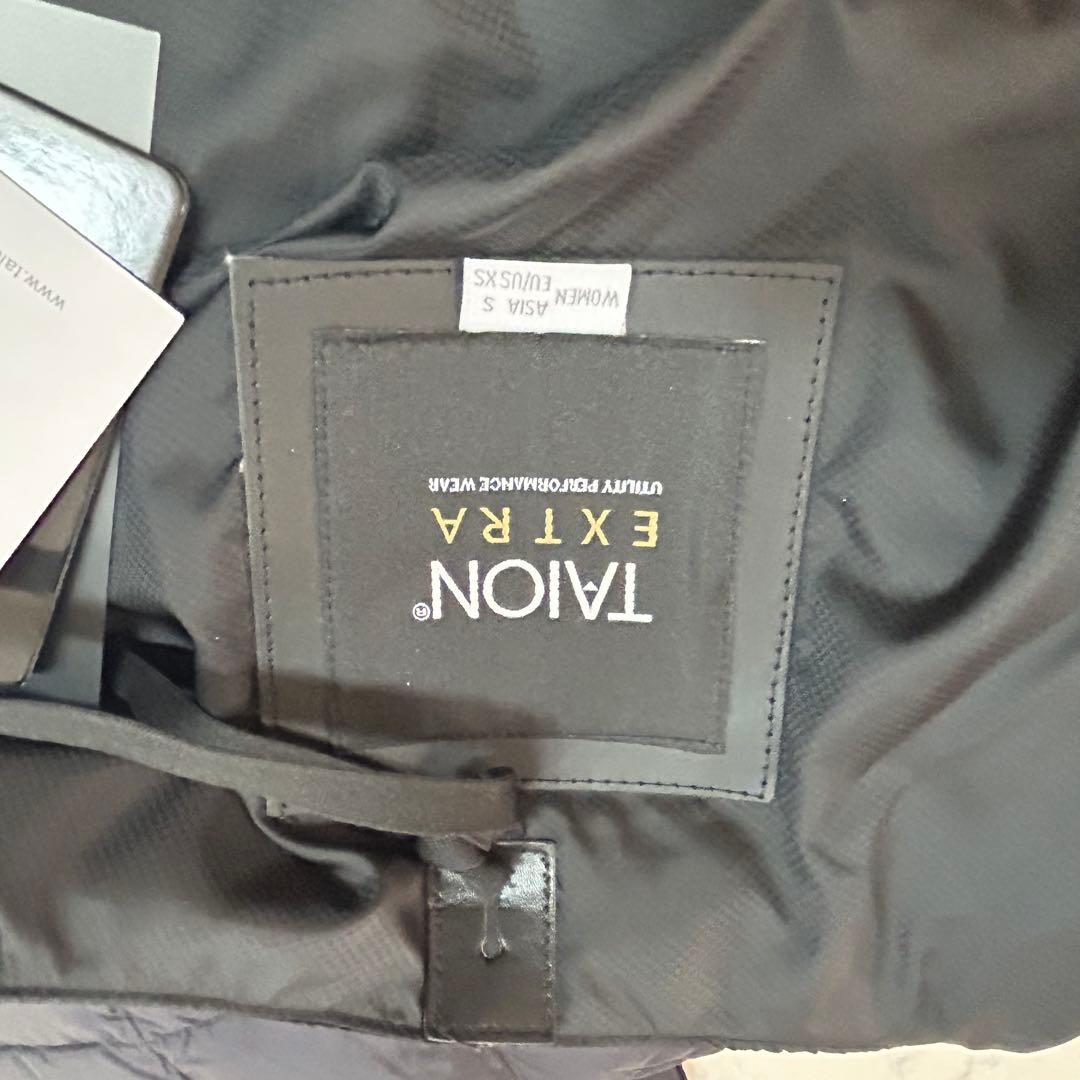 TAION®
EXTRA
UTILITY PERFORMANCE WEAR
WOMEN
ASIA S
EU/US XS